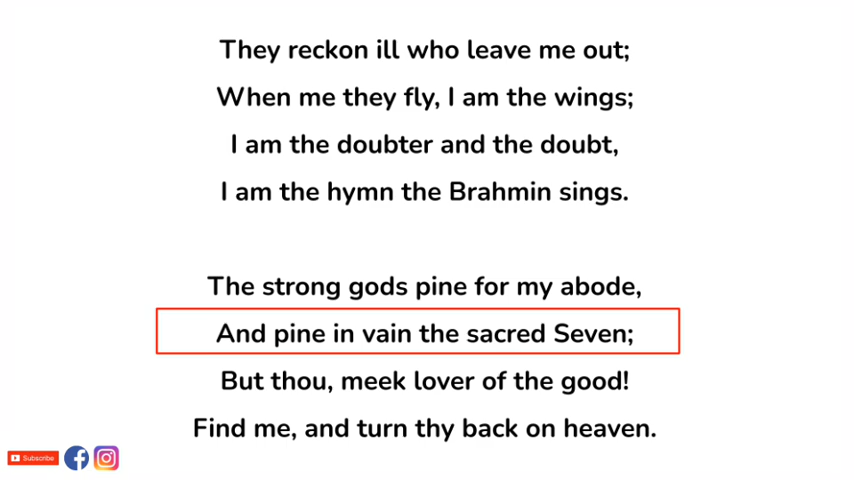 They reckon ill who leave me out;
When me they fly, I am the wings;
I am the doubter and the doubt,
I am the hymn the Brahmin sings.
The strong gods pine for my abode,
And pine in vain the sacred Seven;
But thou, meek lover of the good!
Find me, and turn thy back on heaven.
Subscribe